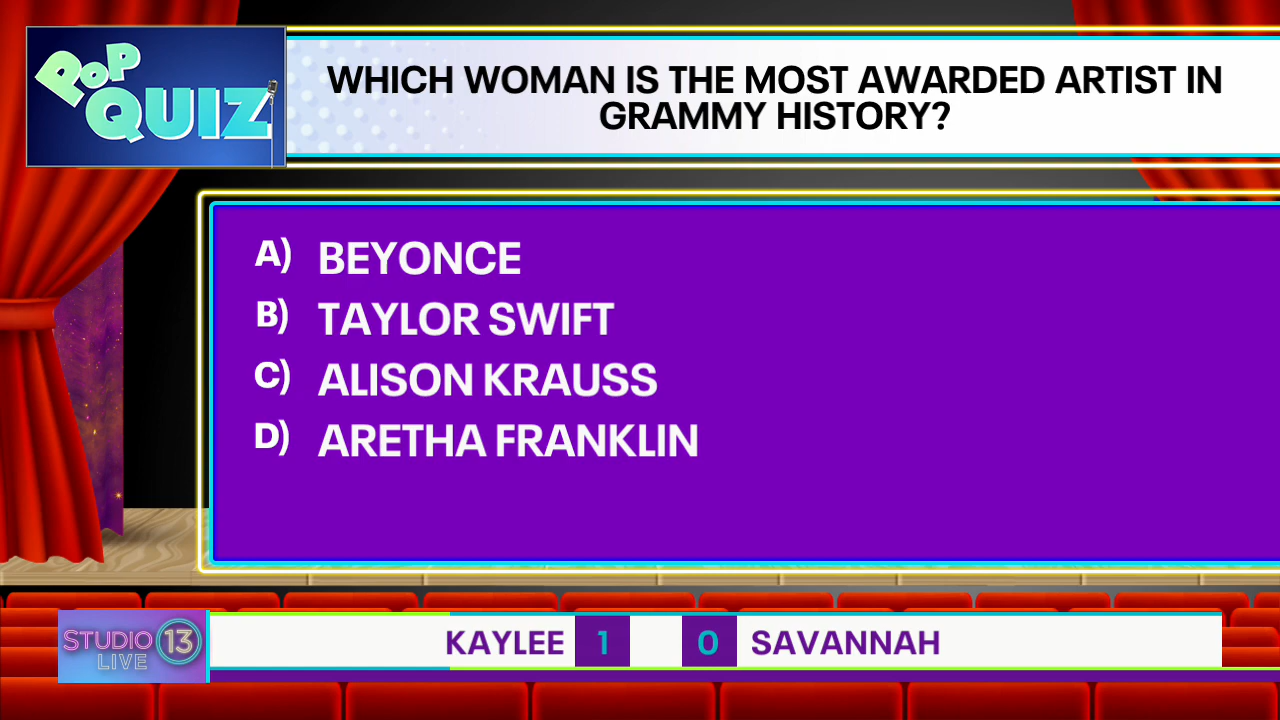 POP
QUIZ
WHICH WOMAN IS THE MOST AWARDED ARTIST IN
GRAMMY HISTORY?
A) BEYONCE
B) TAYLOR SWIFT
C) ALISON KRAUSS
D) ARETHA FRANKLIN
STUDIO 13
LIVE
KAYLEE 1 0 SAVANNAH